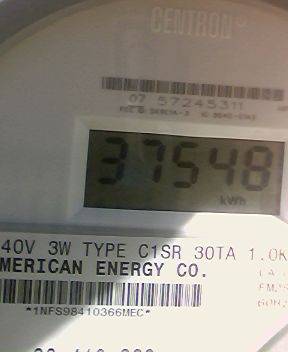 CENTRON®
07 57245311
37548
kWh
40V 3W TYPE C1SR 30TA 1.0K
MERICAN ENERGY CO.
*1NFS98410366MEC*